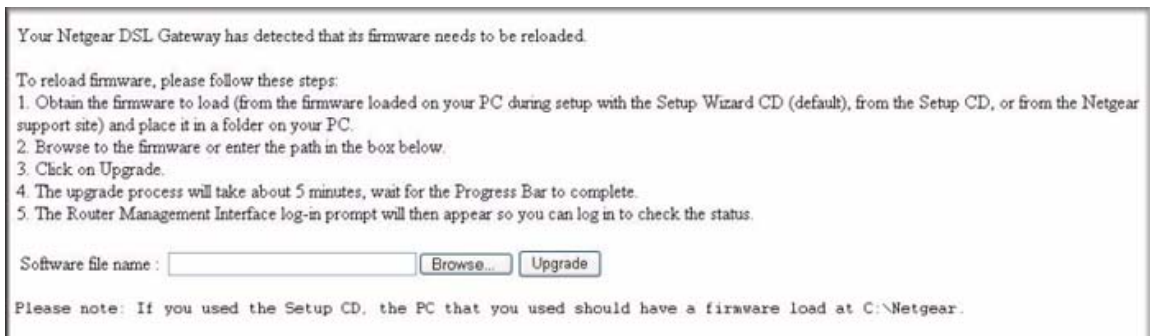 Your Netgear DSL Gateway has detected that its firmware needs to be reloaded.
To reload firmware, please follow these steps:
1. Obtain the firmware to load (from the firmware loaded on your PC during setup with the Setup Wizard CD (default), from the Setup CD, or from the Netgear
support site) and place it in a folder on your PC.
2. Browse to the firmware or enter the path in the box below.
3. Click on Upgrade.
4. The upgrade process will take about 5 minutes, wait for the Progress Bar to complete.
5. The Router Management Interface log-in prompt will then appear so you can log in to check the status.
Software file name : Browse... Upgrade
Please note: If you used the Setup CD, the PC that you used should have a firmware load at C:\Netgear.